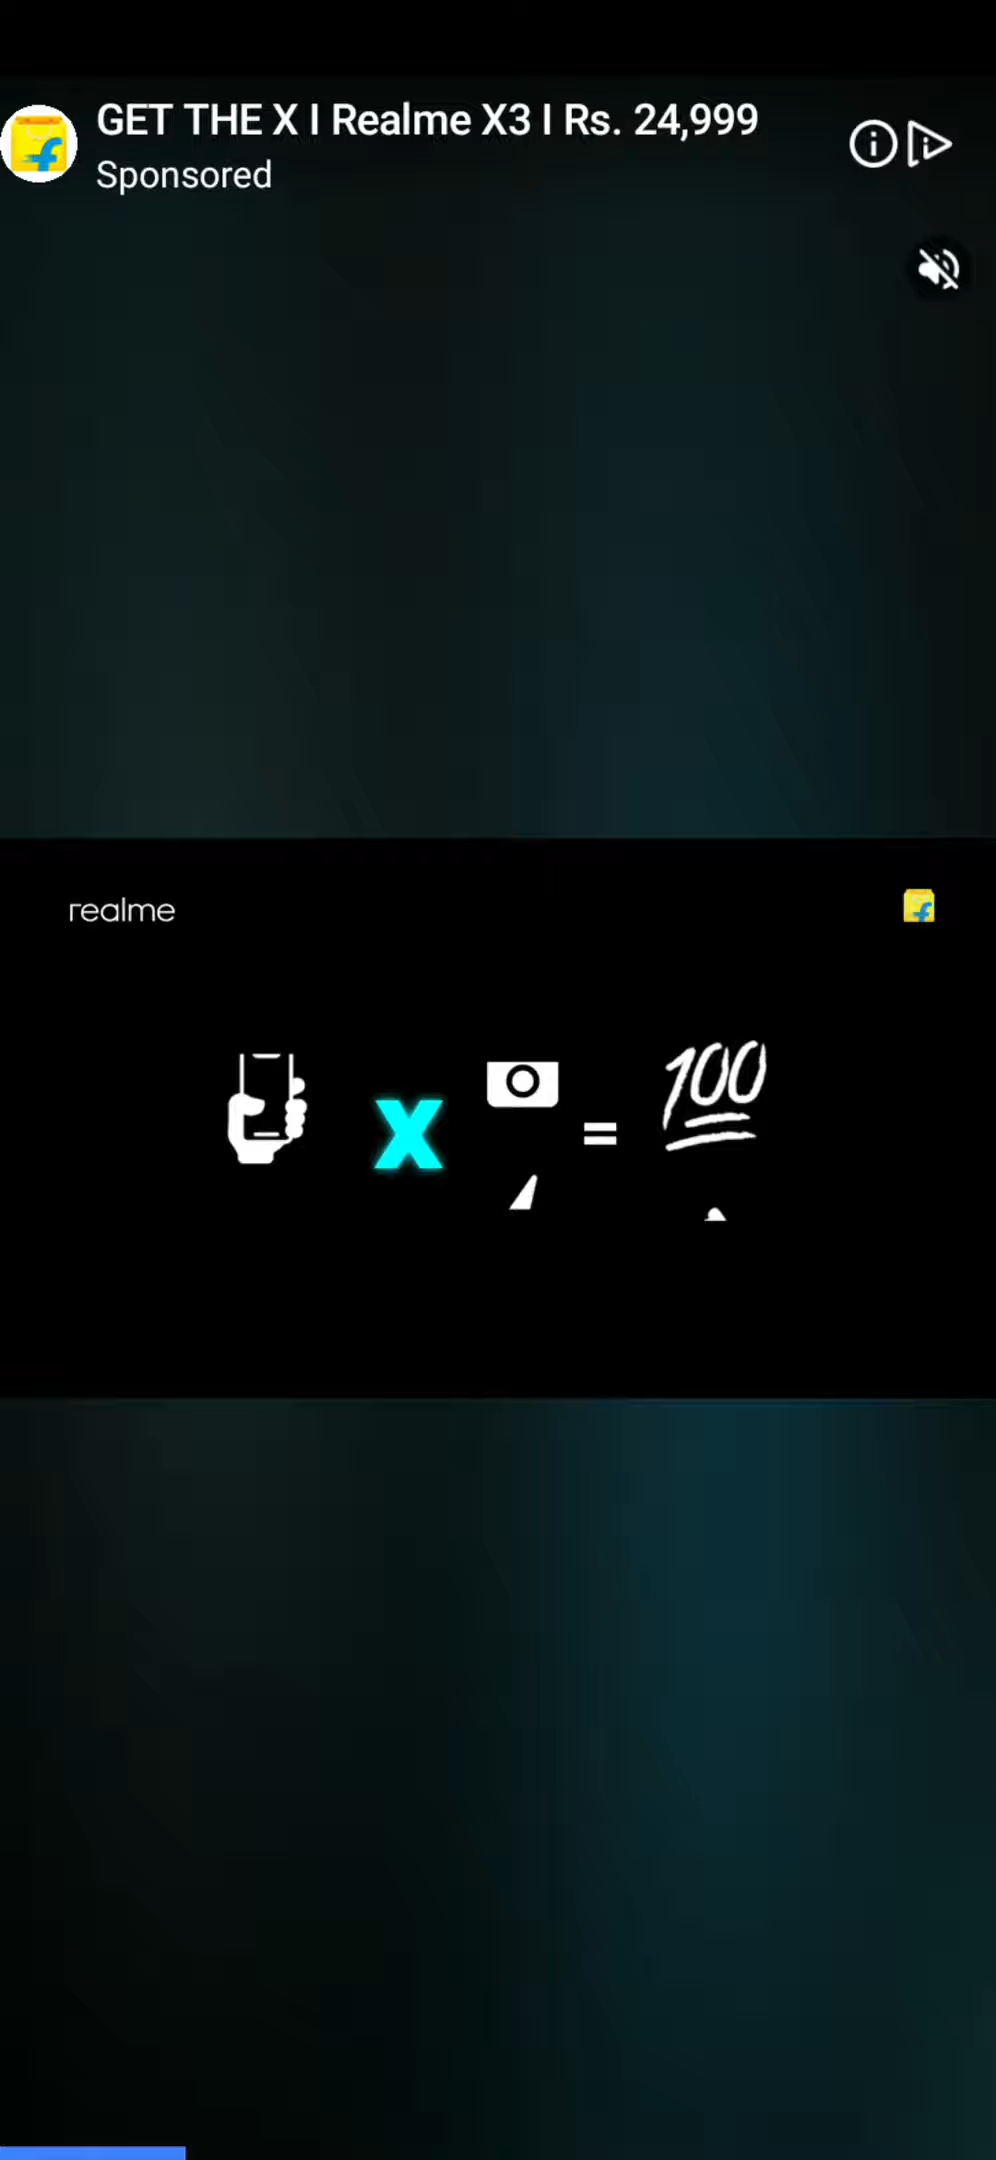 GET THE X I Realme X3 I Rs. 24,999
Sponsored
realme
X = 100